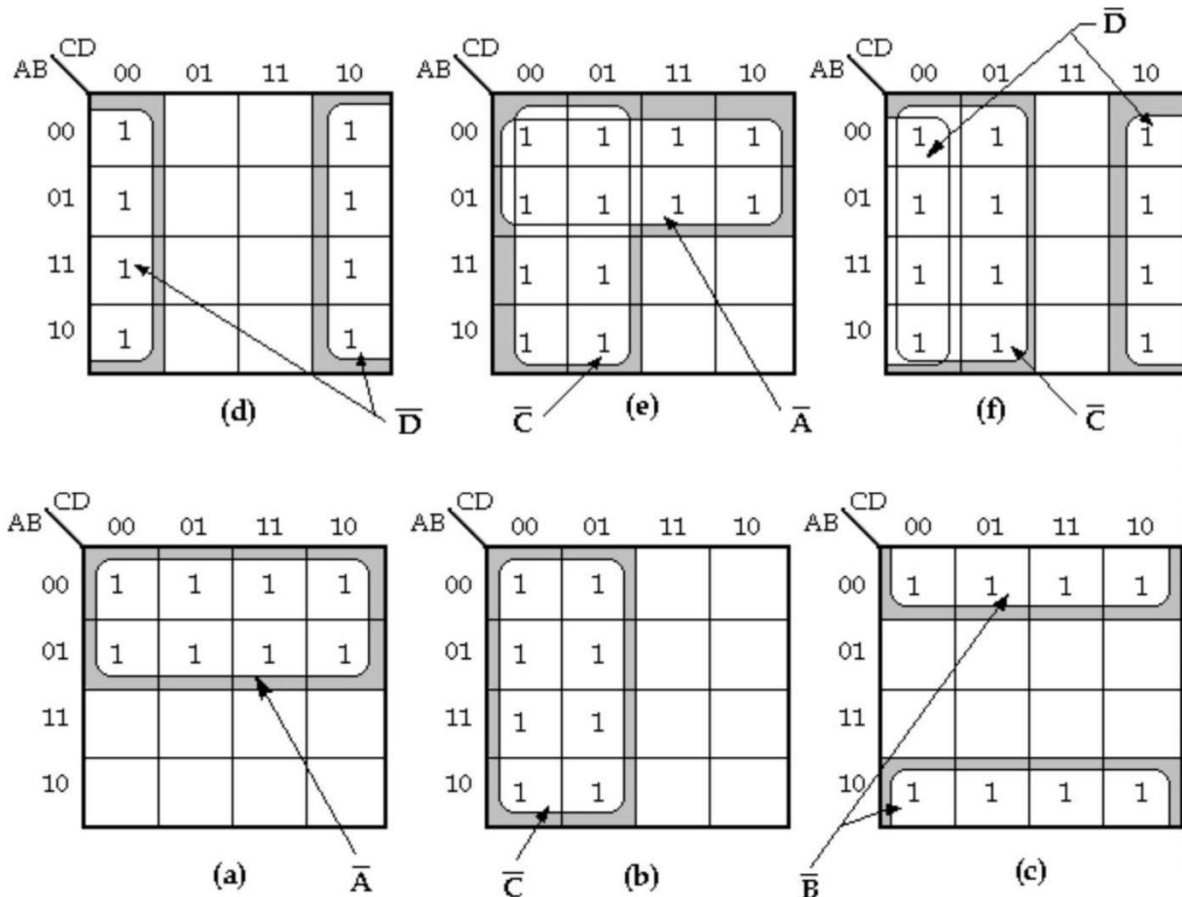 D̅
CD CD CD
AB 00 01 11 10 AB 00 01 11 10 AB 00 01 11 10
00 1 1 00 1 1 1 1 00 1 1 1
01 1 1 01 1 1 1 1 01 1 1 1
11 1 1 11 1 1 11 1 1 1
10 1 1 10 1 1 10 1 1 1
(d) D̅ C̅ (e) A̅ (f) C̅
CD CD CD
AB 00 01 11 10 AB 00 01 11 10 AB 00 01 11 10
00 1 1 1 1 00 1 1 00 1 1 1 1
01 1 1 1 1 01 1 1 01
11 11 1 1 11
10 10 1 1 10 1 1 1 1
(a) A̅ C̅ (b) B̅ (c)